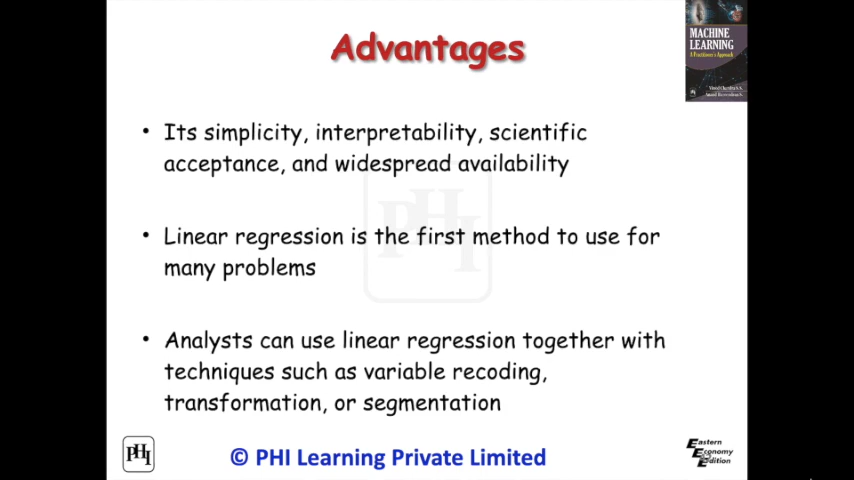 Advantages
MACHINE
LEARNING
A Practitioner's Approach
• Its simplicity, interpretability, scientific
acceptance, and widespread availability
PHI
• Linear regression is the first method to use for
many problems
• Analysts can use linear regression together with
techniques such as variable recoding,
transformation, or segmentation
PHI
© PHI Learning Private Limited
Eastern
Economy
Edition